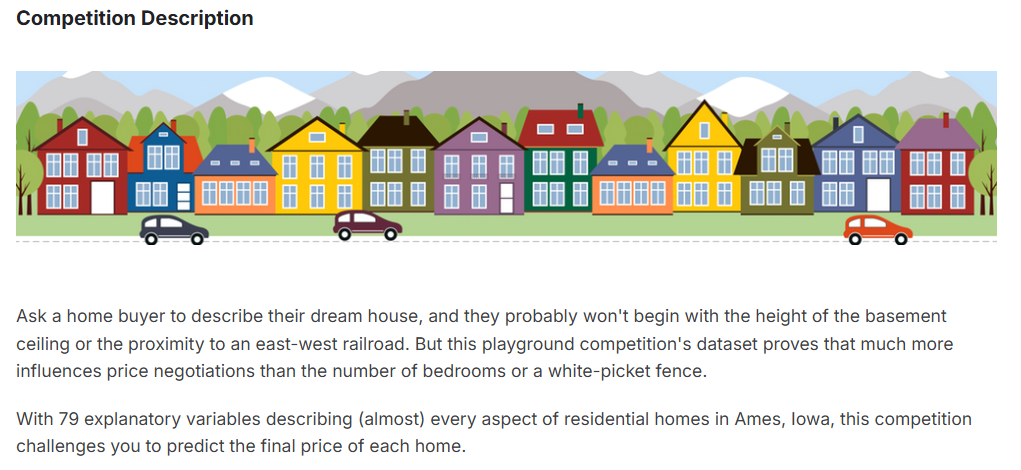 Competition Description
Ask a home buyer to describe their dream house, and they probably won't begin with the height of the basement
ceiling or the proximity to an east-west railroad. But this playground competition's dataset proves that much more
influences price negotiations than the number of bedrooms or a white-picket fence.
With 79 explanatory variables describing (almost) every aspect of residential homes in Ames, Iowa, this competition
challenges you to predict the final price of each home.